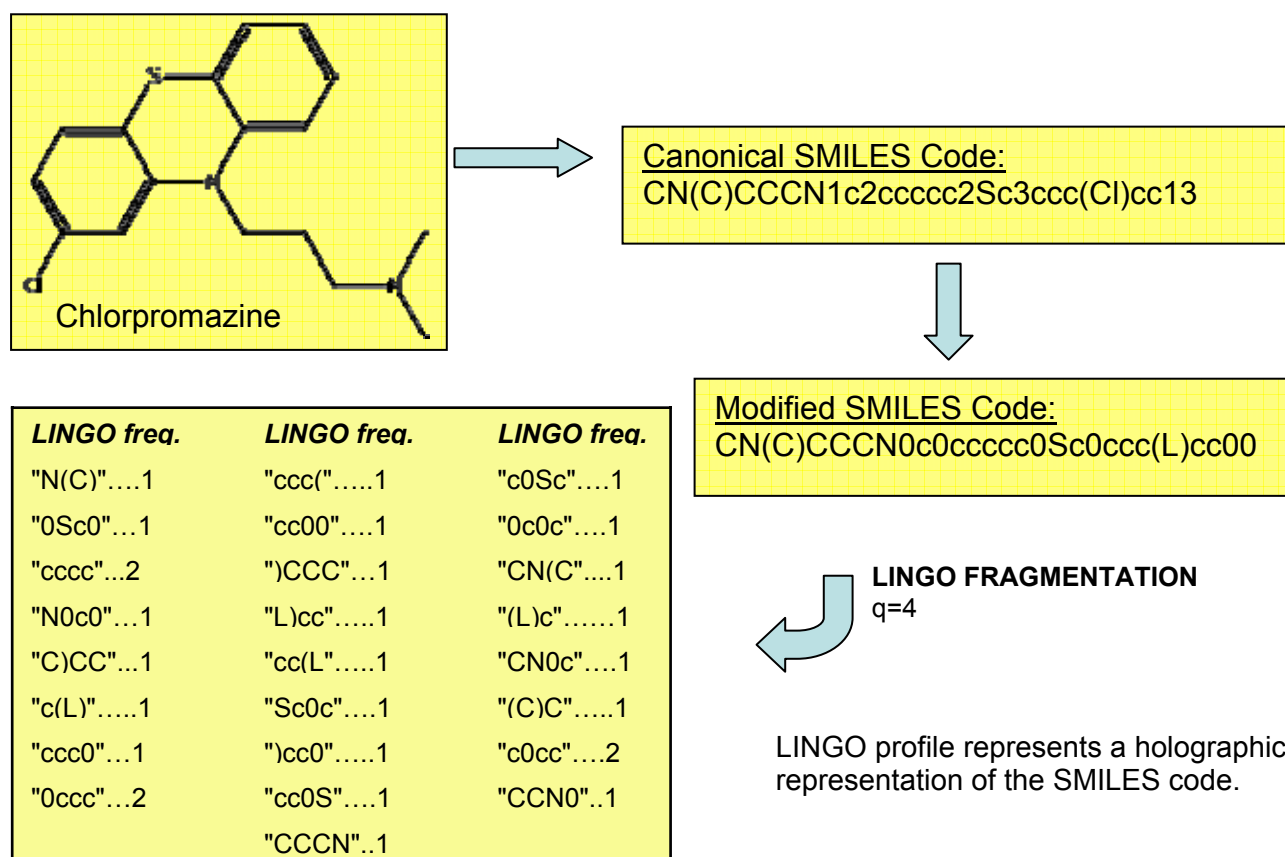 S
N
Cl
N
Chlorpromazine
Canonical SMILES Code:
CN(C)CCCN1c2ccccc2Sc3ccc(Cl)cc13
Modified SMILES Code:
CN(C)CCCN0c0ccccc0Sc0ccc(L)cc00
LINGO FRAGMENTATION
q=4
LINGO freq. LINGO freq. LINGO freq.
"N(C)"....1 "ccc(".....1 "c0Sc"....1
"0Sc0"...1 "cc00"....1 "0c0c"....1
"cccc"...2 ")CCC"...1 "CN(C"....1
"N0c0"...1 "L)cc".....1 "(L)c"......1
"C)CC"...1 "cc(L".....1 "CN0c"....1
"c(L)".....1 "Sc0c"....1 "(C)C".....1
"ccc0"...1 ")cc0".....1 "c0cc"....2
"0ccc"...2 "cc0S"....1 "CCN0"..1
"CCCN"..1
LINGO profile represents a holographic
representation of the SMILES code.